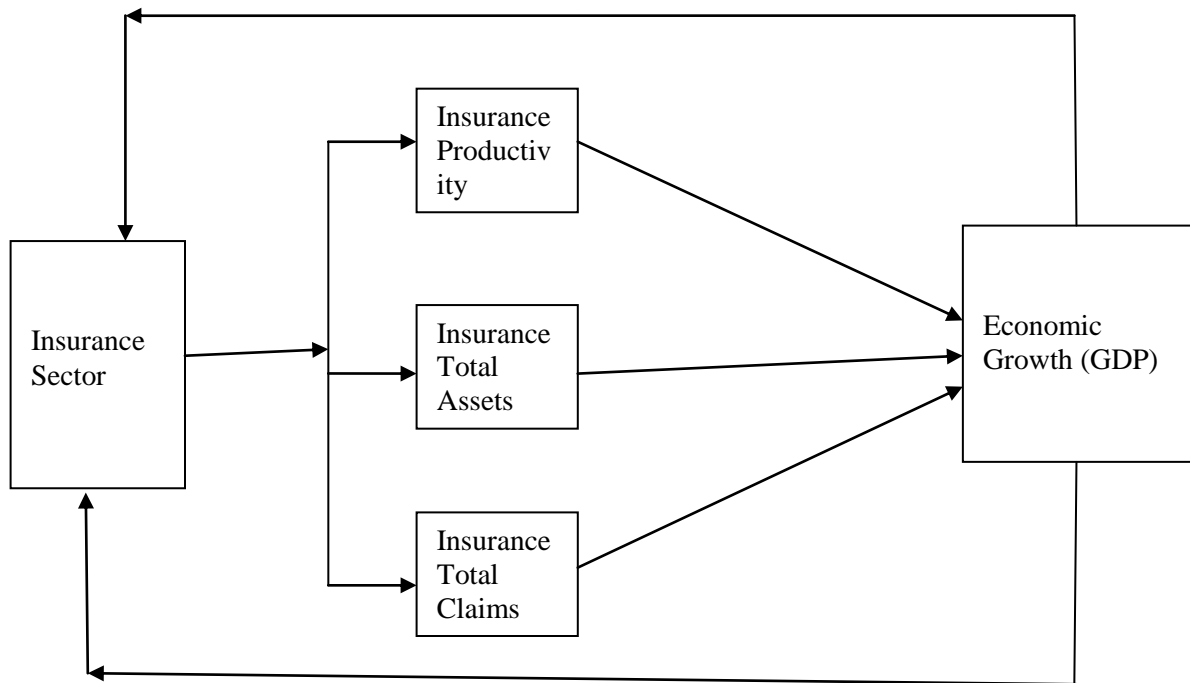 Insurance
Productiv
ity
Insurance
Sector
Insurance
Total
Assets
Economic
Growth (GDP)
Insurance
Total
Claims